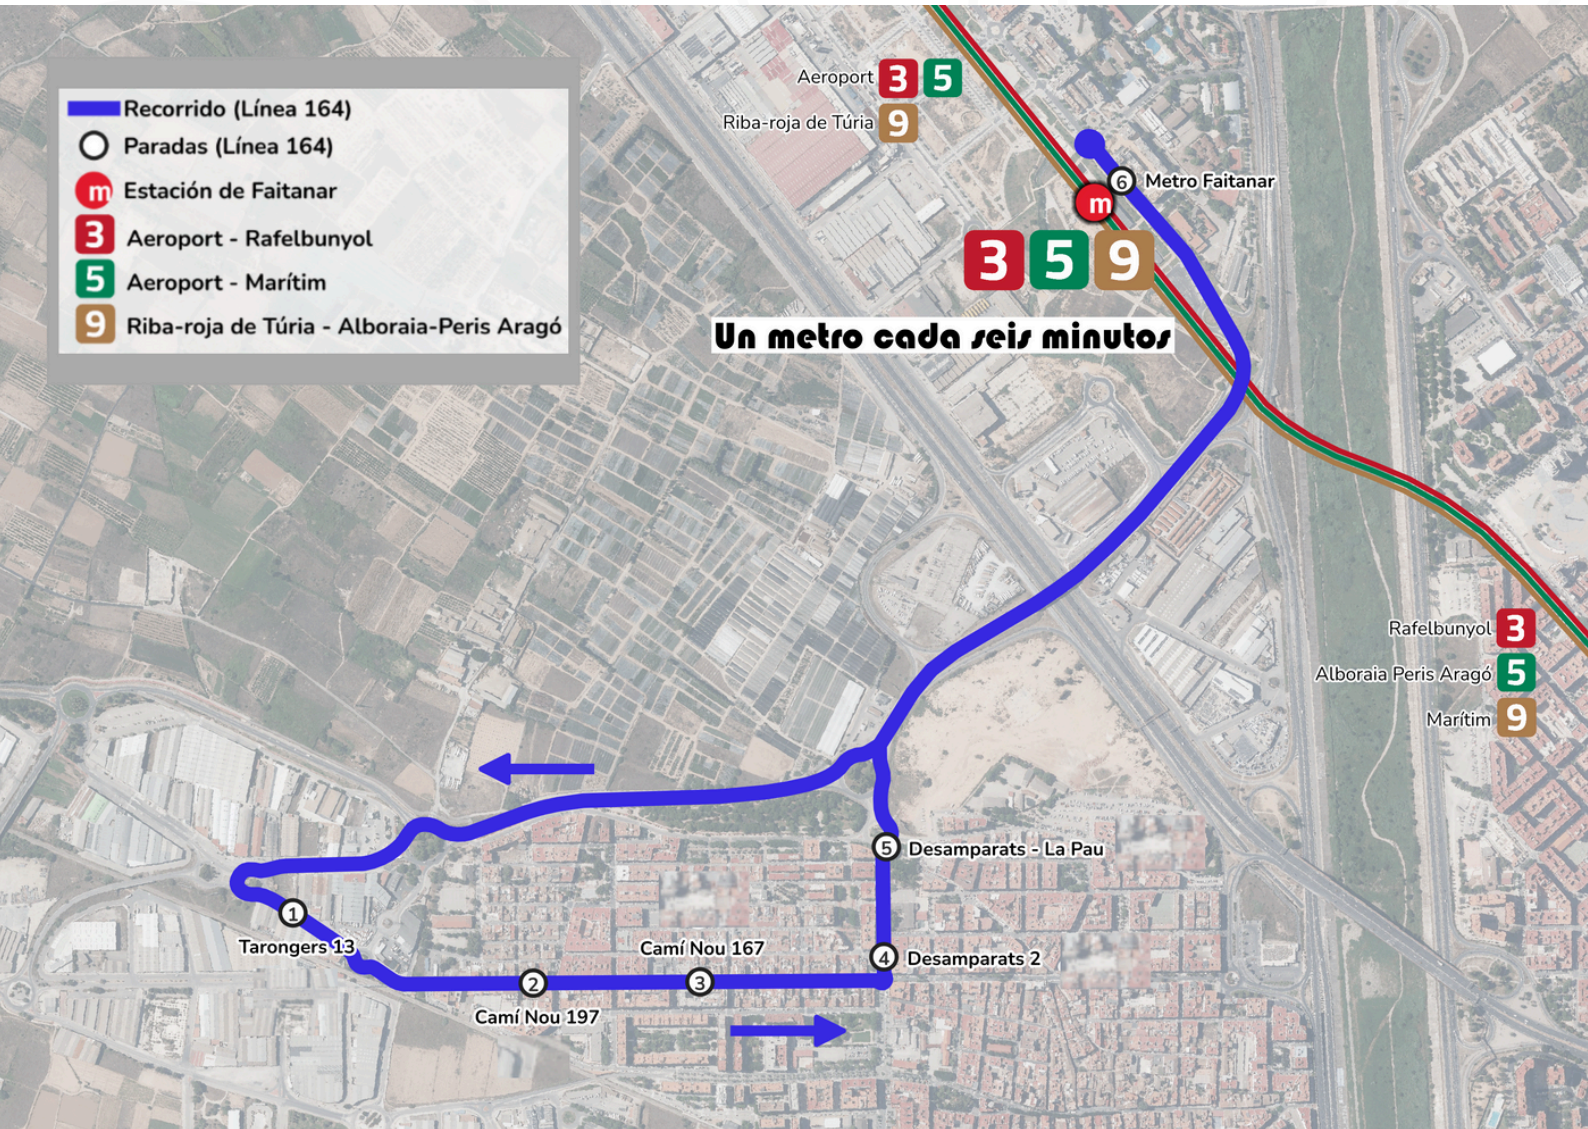 Recorrido (Línea 164)
Paradas (Línea 164)
m Estación de Faitanar
3 Aeroport - Rafelbunyol
5 Aeroport - Marítim
9 Riba-roja de Túria - Alboraia-Peris Aragó
Aeroport 3 5
Riba-roja de Túria 9
6 Metro Faitanar
m
3 5 9
Un metro cada seis minutos
Rafelbunyol 3
Alboraia Peris Aragó 5
Marítim 9
5 Desamparats - La Pau
1
Tarongers 13
Camí Nou 167
4 Desamparats 2
2
3
Camí Nou 197